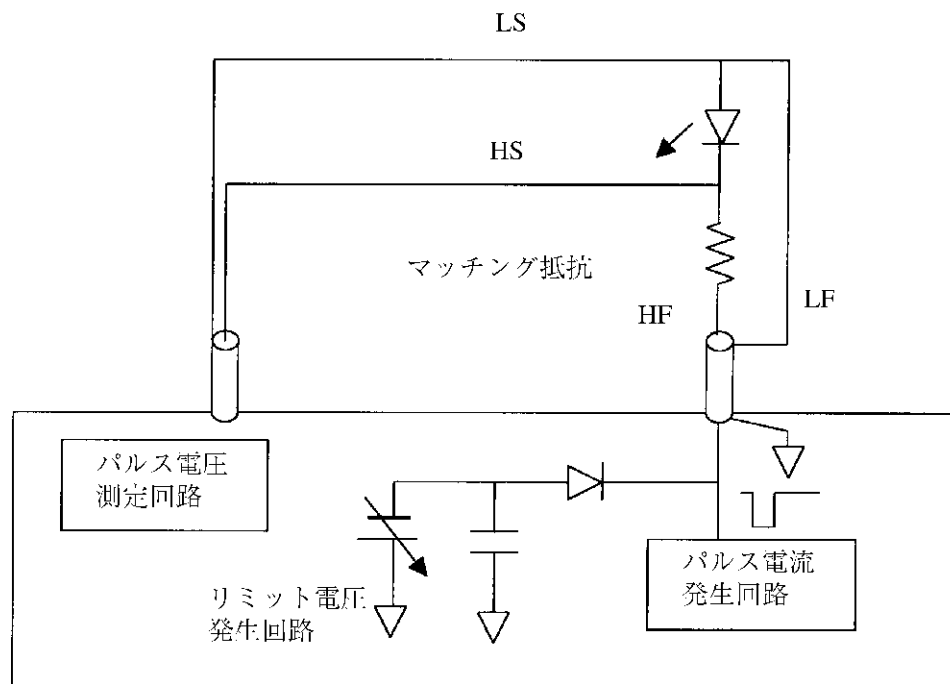 LS
HS
マッチング抵抗
HF
LF
パルス電圧
測定回路
リミット電圧
発生回路
パルス電流
発生回路